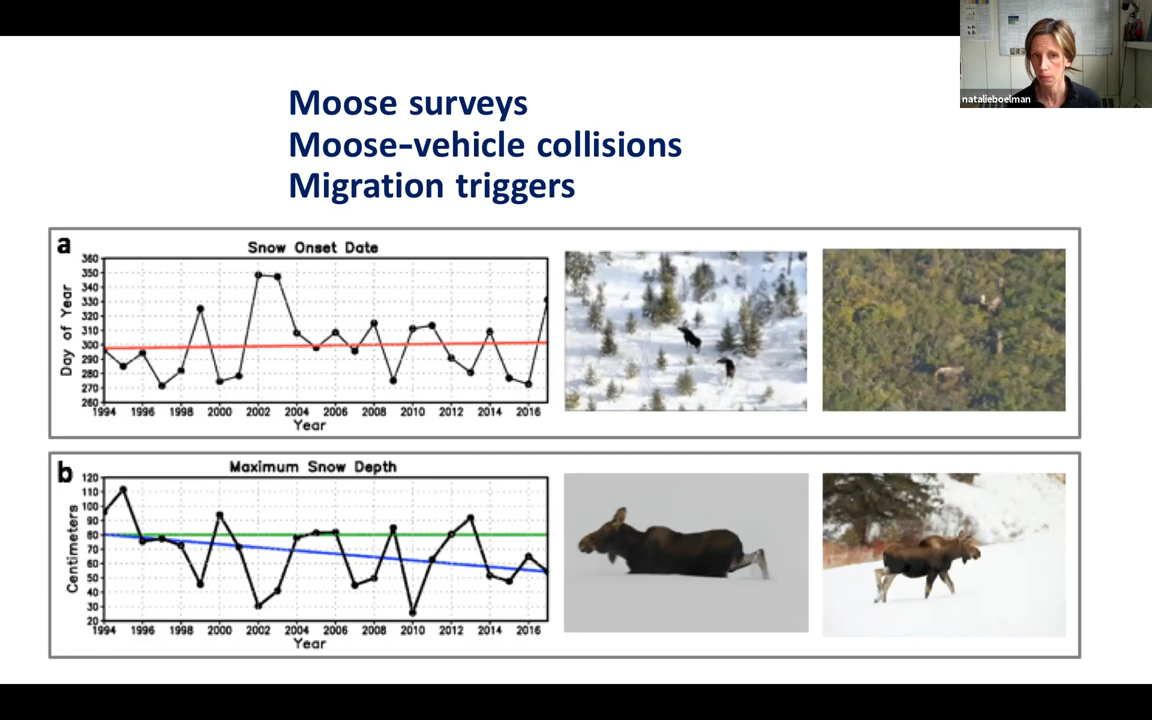 natalieboelman
Moose surveys
Moose-vehicle collisions
Migration triggers
a
Snow Onset Date
Day of Year
360
350
340
330
320
310
300
290
280
270
260
1994 1996 1998 2000 2002 2004 2006 2008 2010 2012 2014 2016
Year
b
Maximum Snow Depth
Centimeters
120
110
100
90
80
70
60
50
40
30
20
1994 1996 1998 2000 2002 2004 2006 2008 2010 2012 2014 2016
Year